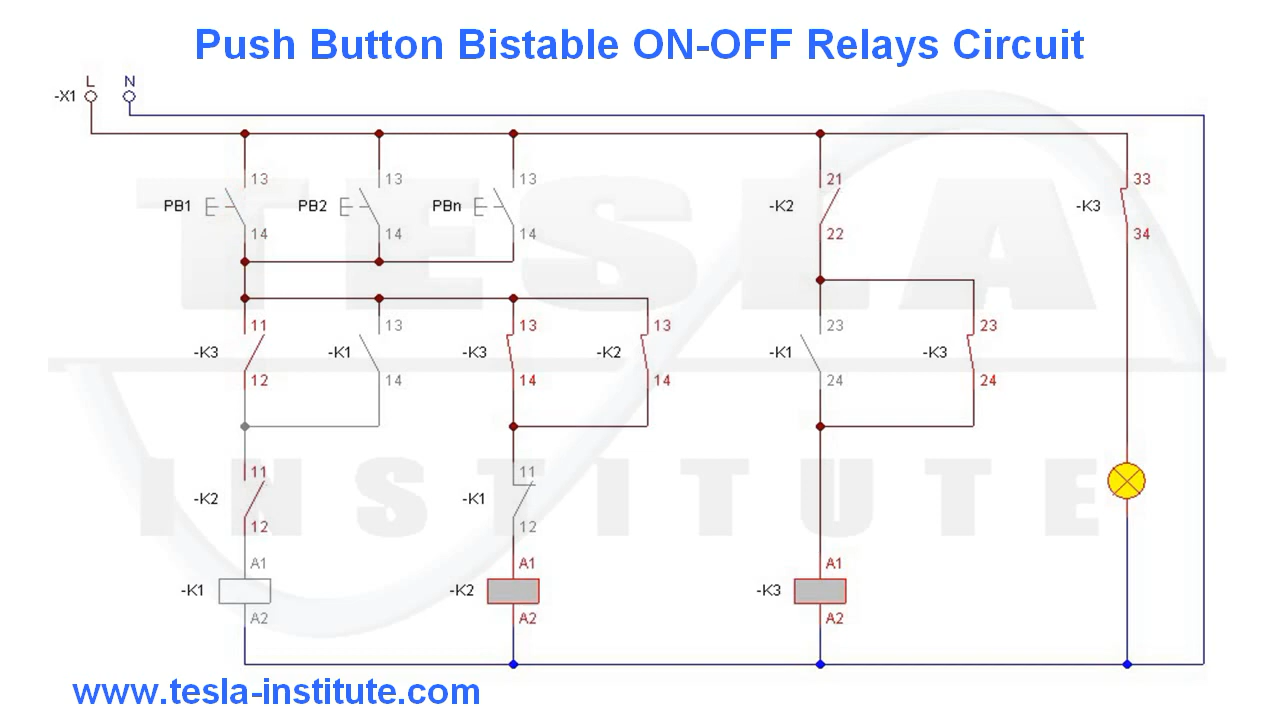 Push Button Bistable ON-OFF Relays Circuit
L N
-X1
13 13 13 21 33
PB1 PB2 PBn -K2 -K3
14 14 14 22 34
11 13 13 13 23 23
-K3 -K1 -K3 -K2 -K1 -K3
12 14 14 14 24 24
11 11
-K2 -K1
12 12
A1 A1 A1
-K1 -K2 -K3
A2 A2 A2
TESLA
INSTITUTE
www.tesla-institute.com